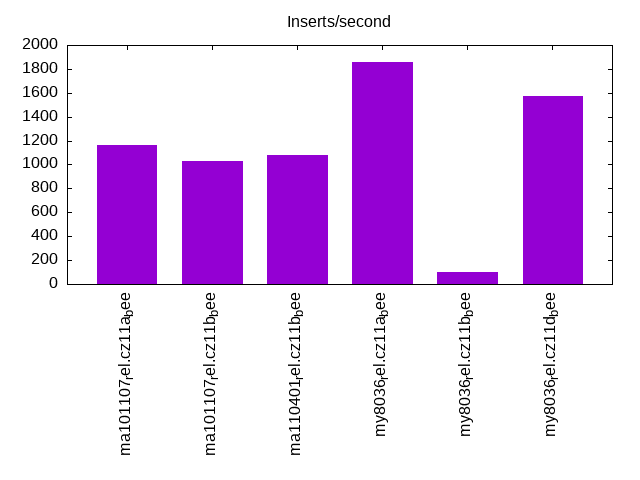 Inserts/second
2000
1800
1600
1400
1200
1000
800
600
400
200
0
ma101107rel.cz11abee
ma101107rel.cz11bbee
ma110401rel.cz11bbee
my8036rel.cz11abee
my8036rel.cz11bbee
my8036rel.cz11dbee